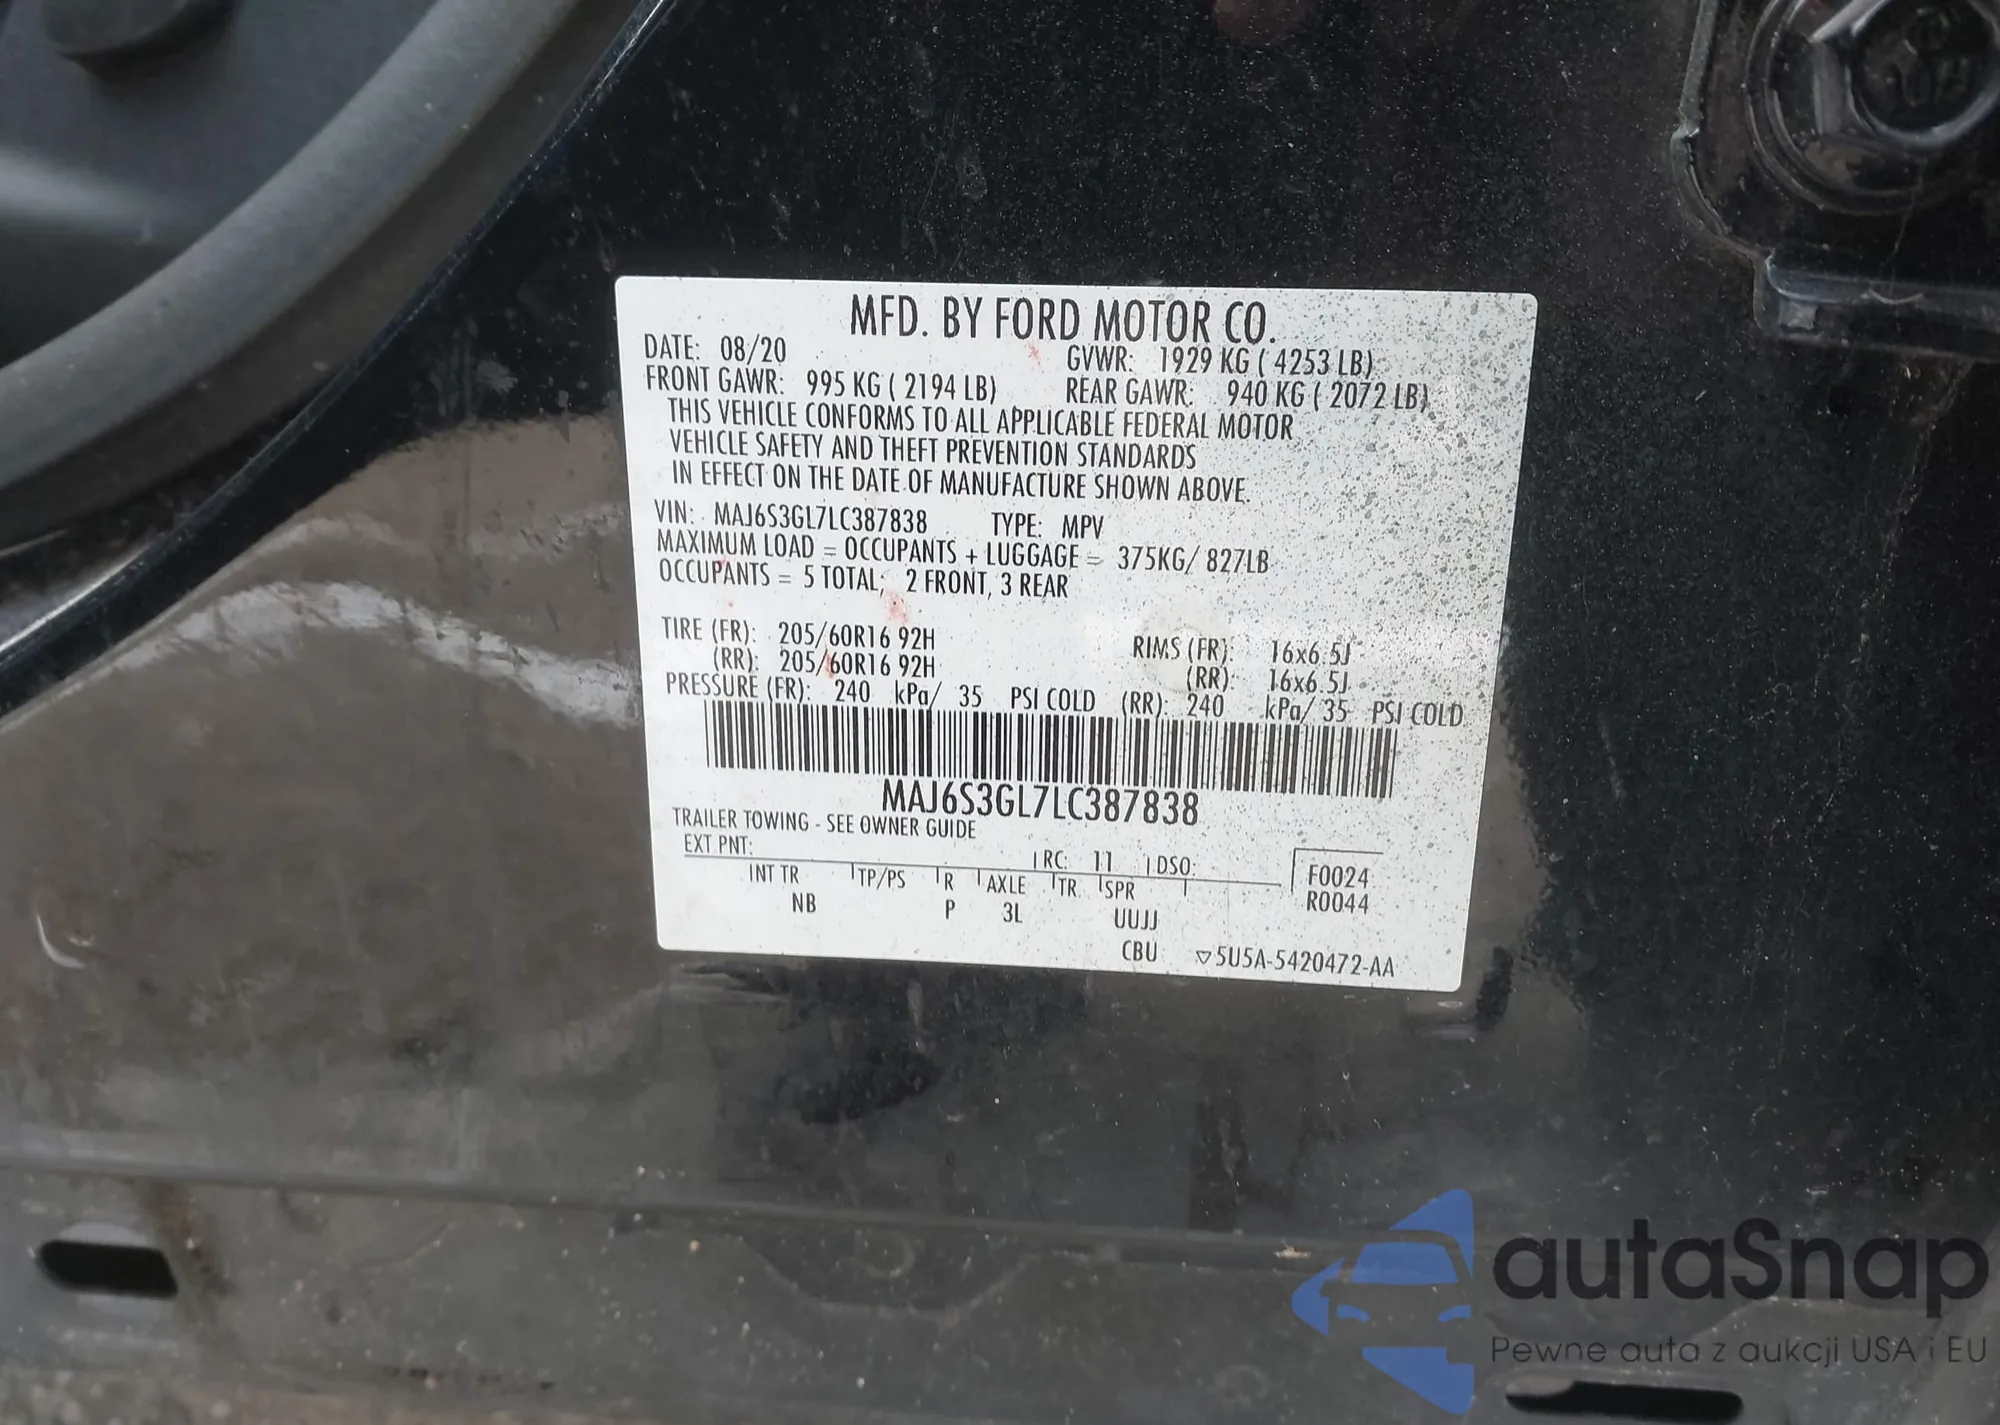 MFD. BY FORD MOTOR CO.
DATE: 08/20 GVWR: 1929 KG ( 4253 LB)
FRONT GAWR: 995 KG ( 2194 LB) REAR GAWR: 940 KG ( 2072 LB)
THIS VEHICLE CONFORMS TO ALL APPLICABLE FEDERAL MOTOR
VEHICLE SAFETY AND THEFT PREVENTION STANDARDS
IN EFFECT ON THE DATE OF MANUFACTURE SHOWN ABOVE.
VIN: MAJ6S3GL7LC387838 TYPE: MPV
MAXIMUM LOAD = OCCUPANTS + LUGGAGE = 375KG/ 827LB
OCCUPANTS = 5 TOTAL, 2 FRONT, 3 REAR
TIRE (FR): 205/60R16 92H RIMS (FR): 16x6.5J
(RR): 205/60R16 92H (RR): 16x6.5J
PRESSURE (FR): 240 kPa/ 35 PSI COLD (RR): 240 kPa/ 35 PSI COLD
MAJ6S3GL7LC387838
TRAILER TOWING - SEE OWNER GUIDE
EXT PNT: RC: 11 DSO: F0024
INT TR TP/PS R AXLE TR SPR R0044
NB P 3L UUJJ
CBU ▽5U5A-5420472-AA
autaSnap
Pewne auta z aukcji USA i EU